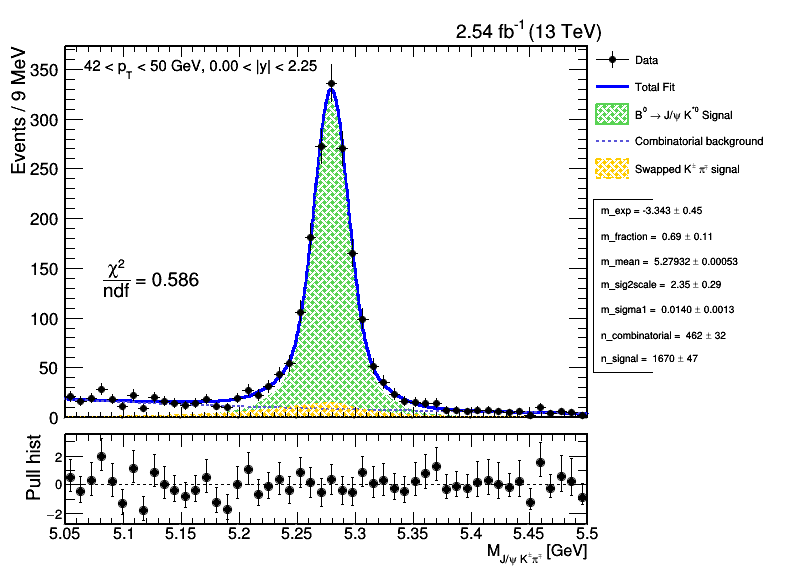 2.54 fb⁻¹ (13 TeV)
Events / 9 MeV
42 < p_T < 50 GeV, 0.00 < |y| < 2.25
χ²/ndf = 0.586
350
300
250
200
150
100
50
0
Data
Total Fit
B⁰ → J/ψ K*⁰ Signal
Combinatorial background
Swapped K± π∓ signal
m_exp = -3.343 ± 0.45
m_fraction = 0.69 ± 0.11
m_mean = 5.27932 ± 0.00053
m_sig2scale = 2.35 ± 0.29
m_sigma1 = 0.0140 ± 0.0013
n_combinatorial = 462 ± 32
n_signal = 1670 ± 47
Pull hist
2
0
−2
5.05 5.1 5.15 5.2 5.25 5.3 5.35 5.4 5.45 5.5
M_J/ψ K± π∓ [GeV]